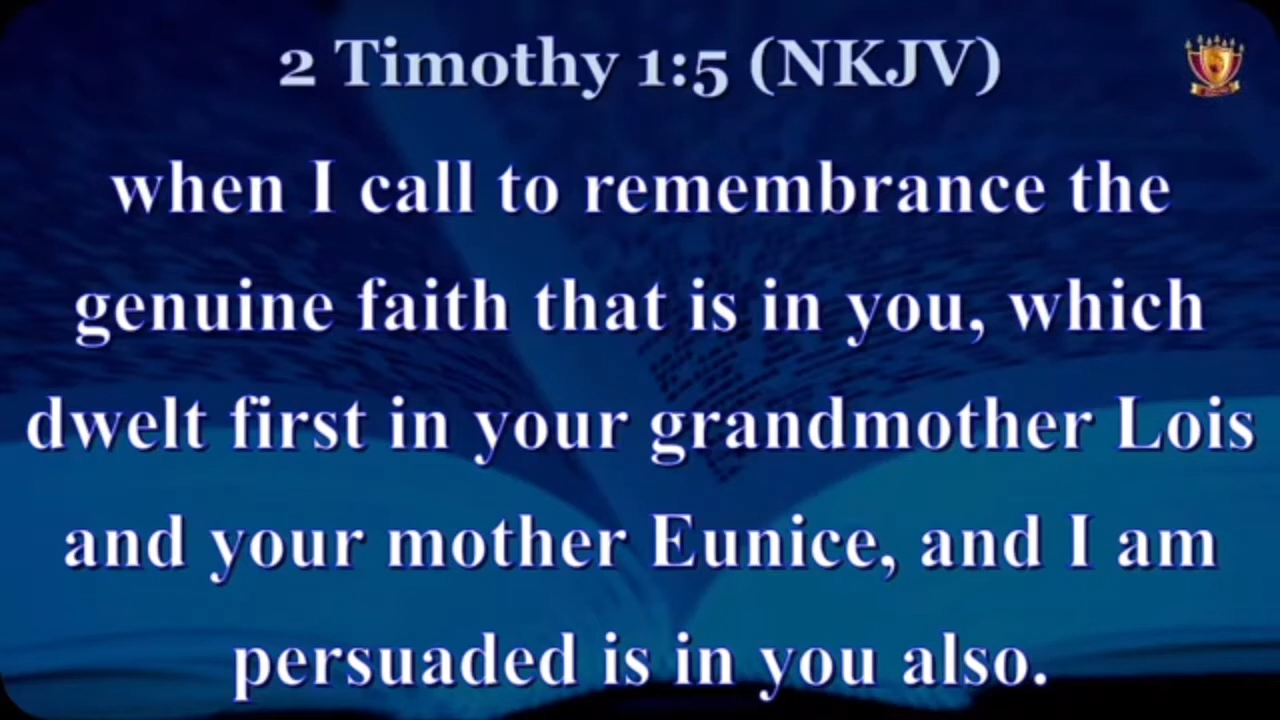 2 Timothy 1:5 (NKJV)
when I call to remembrance the
genuine faith that is in you, which
dwelt first in your grandmother Lois
and your mother Eunice, and I am
persuaded is in you also.